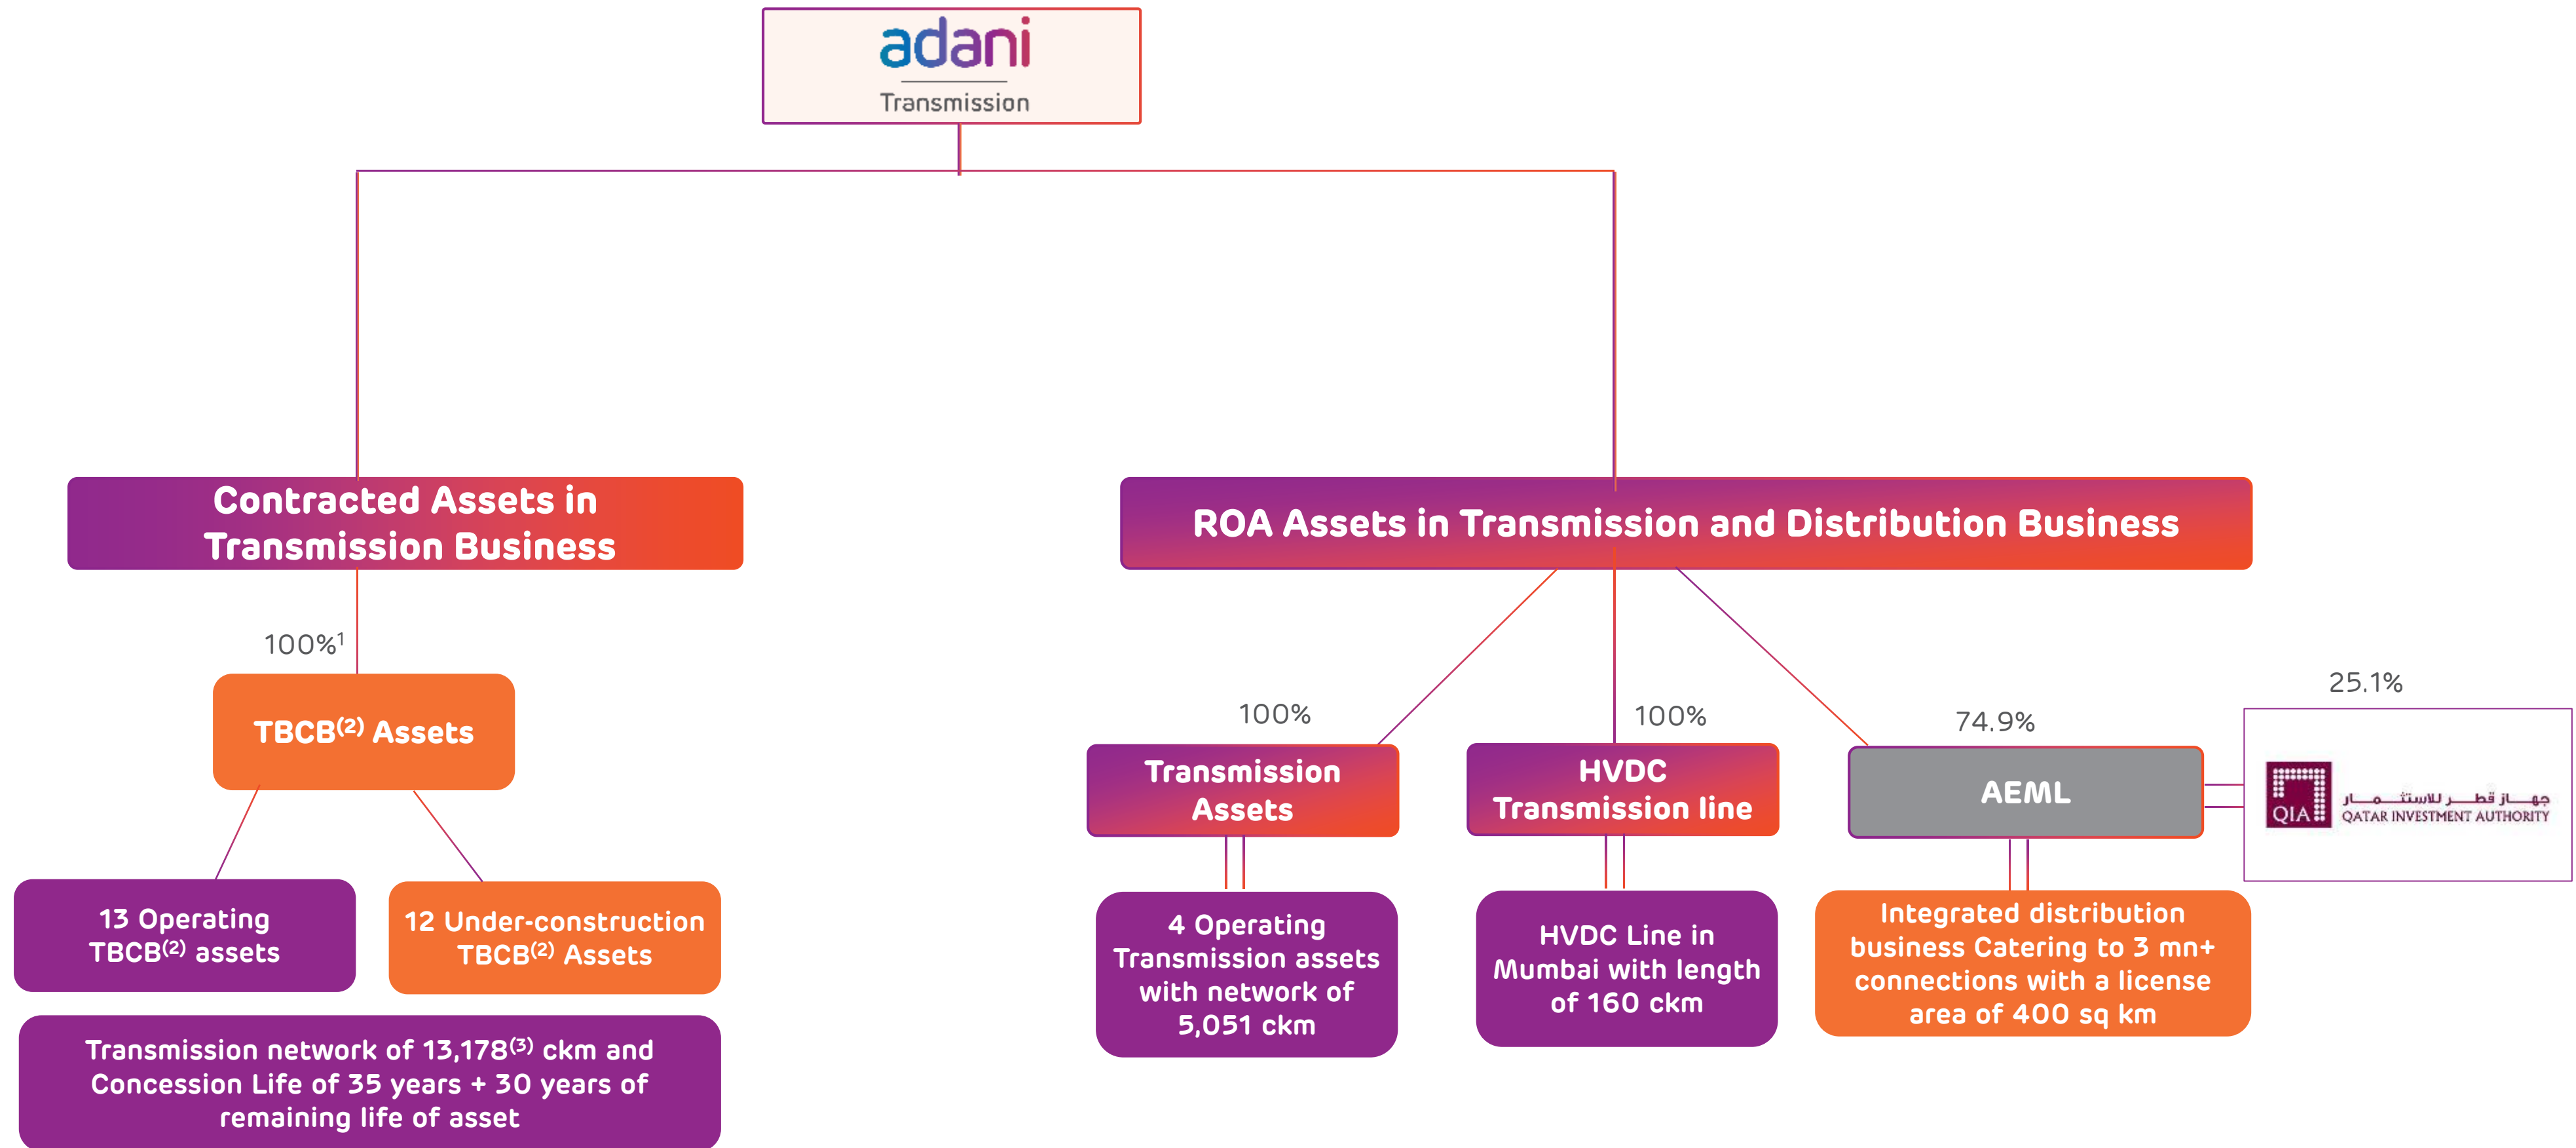 adani
Transmission
Contracted Assets in
Transmission Business
ROA Assets in Transmission and Distribution Business
100%¹
TBCB⁽²⁾ Assets
13 Operating
TBCB⁽²⁾ assets
12 Under-construction
TBCB⁽²⁾ Assets
Transmission network of 13,178⁽³⁾ ckm and
Concession Life of 35 years + 30 years of
remaining life of asset
100%
Transmission
Assets
4 Operating
Transmission assets
with network of
5,051 ckm
100%
HVDC
Transmission line
HVDC Line in
Mumbai with length
of 160 ckm
74.9%
AEML
Integrated distribution
business Catering to 3 mn+
connections with a license
area of 400 sq km
25.1%
QIA
جهـــاز قطـــر للاستثـــمـــار
QATAR INVESTMENT AUTHORITY